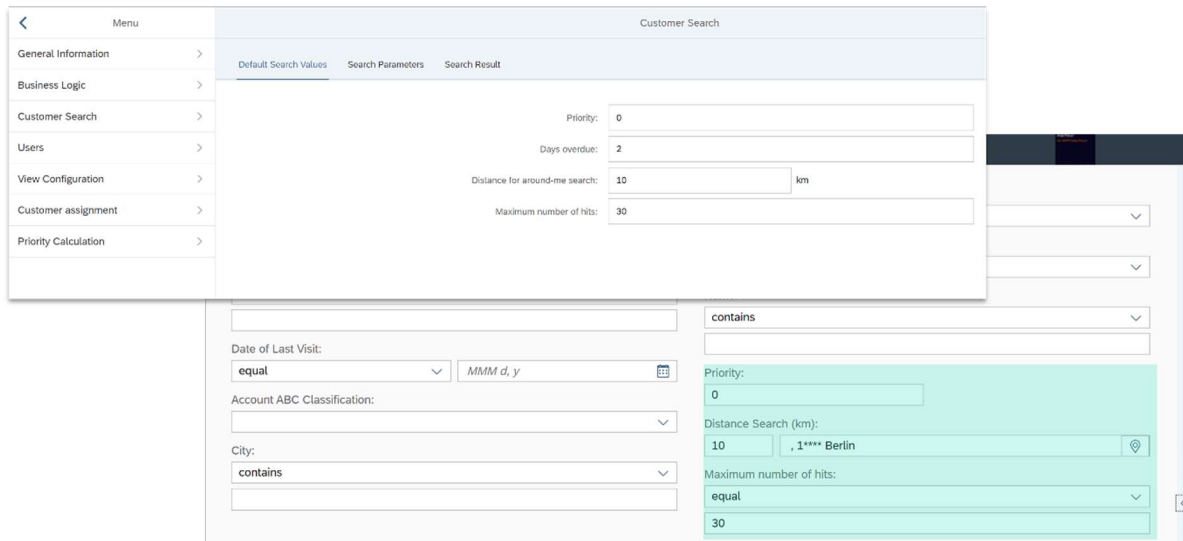 Menu
Customer Search
General Information
Business Logic
Customer Search
Users
View Configuration
Customer assignment
Priority Calculation
Default Search Values Search Parameters Search Result
Priority: 0
Days overdue: 2
Distance for around-me search: 10 km
Maximum number of hits: 30
Date of Last Visit:
equal MMM d, y
Account ABC Classification:
City:
contains
contains
Priority:
0
Distance Search (km):
10 , 1**** Berlin
Maximum number of hits:
equal
30